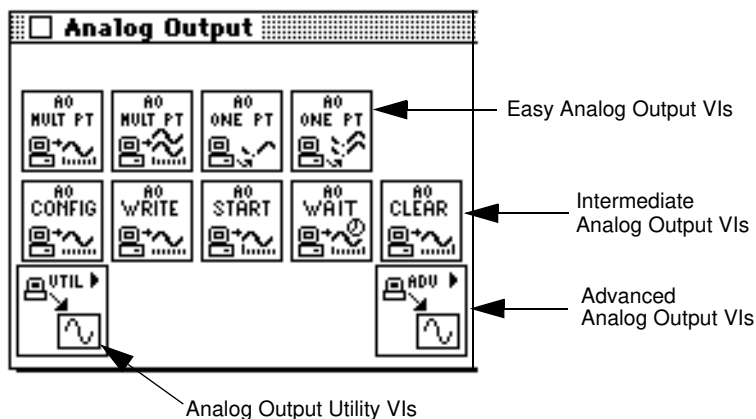 Analog Output
AO MULT PT
AO MULT PT
AO ONE PT
AO ONE PT
Easy Analog Output VIs
AO CONFIG
AO WRITE
AO START
AO WAIT
AO CLEAR
Intermediate
Analog Output VIs
UTIL
ADV
Advanced
Analog Output VIs
Analog Output Utility VIs